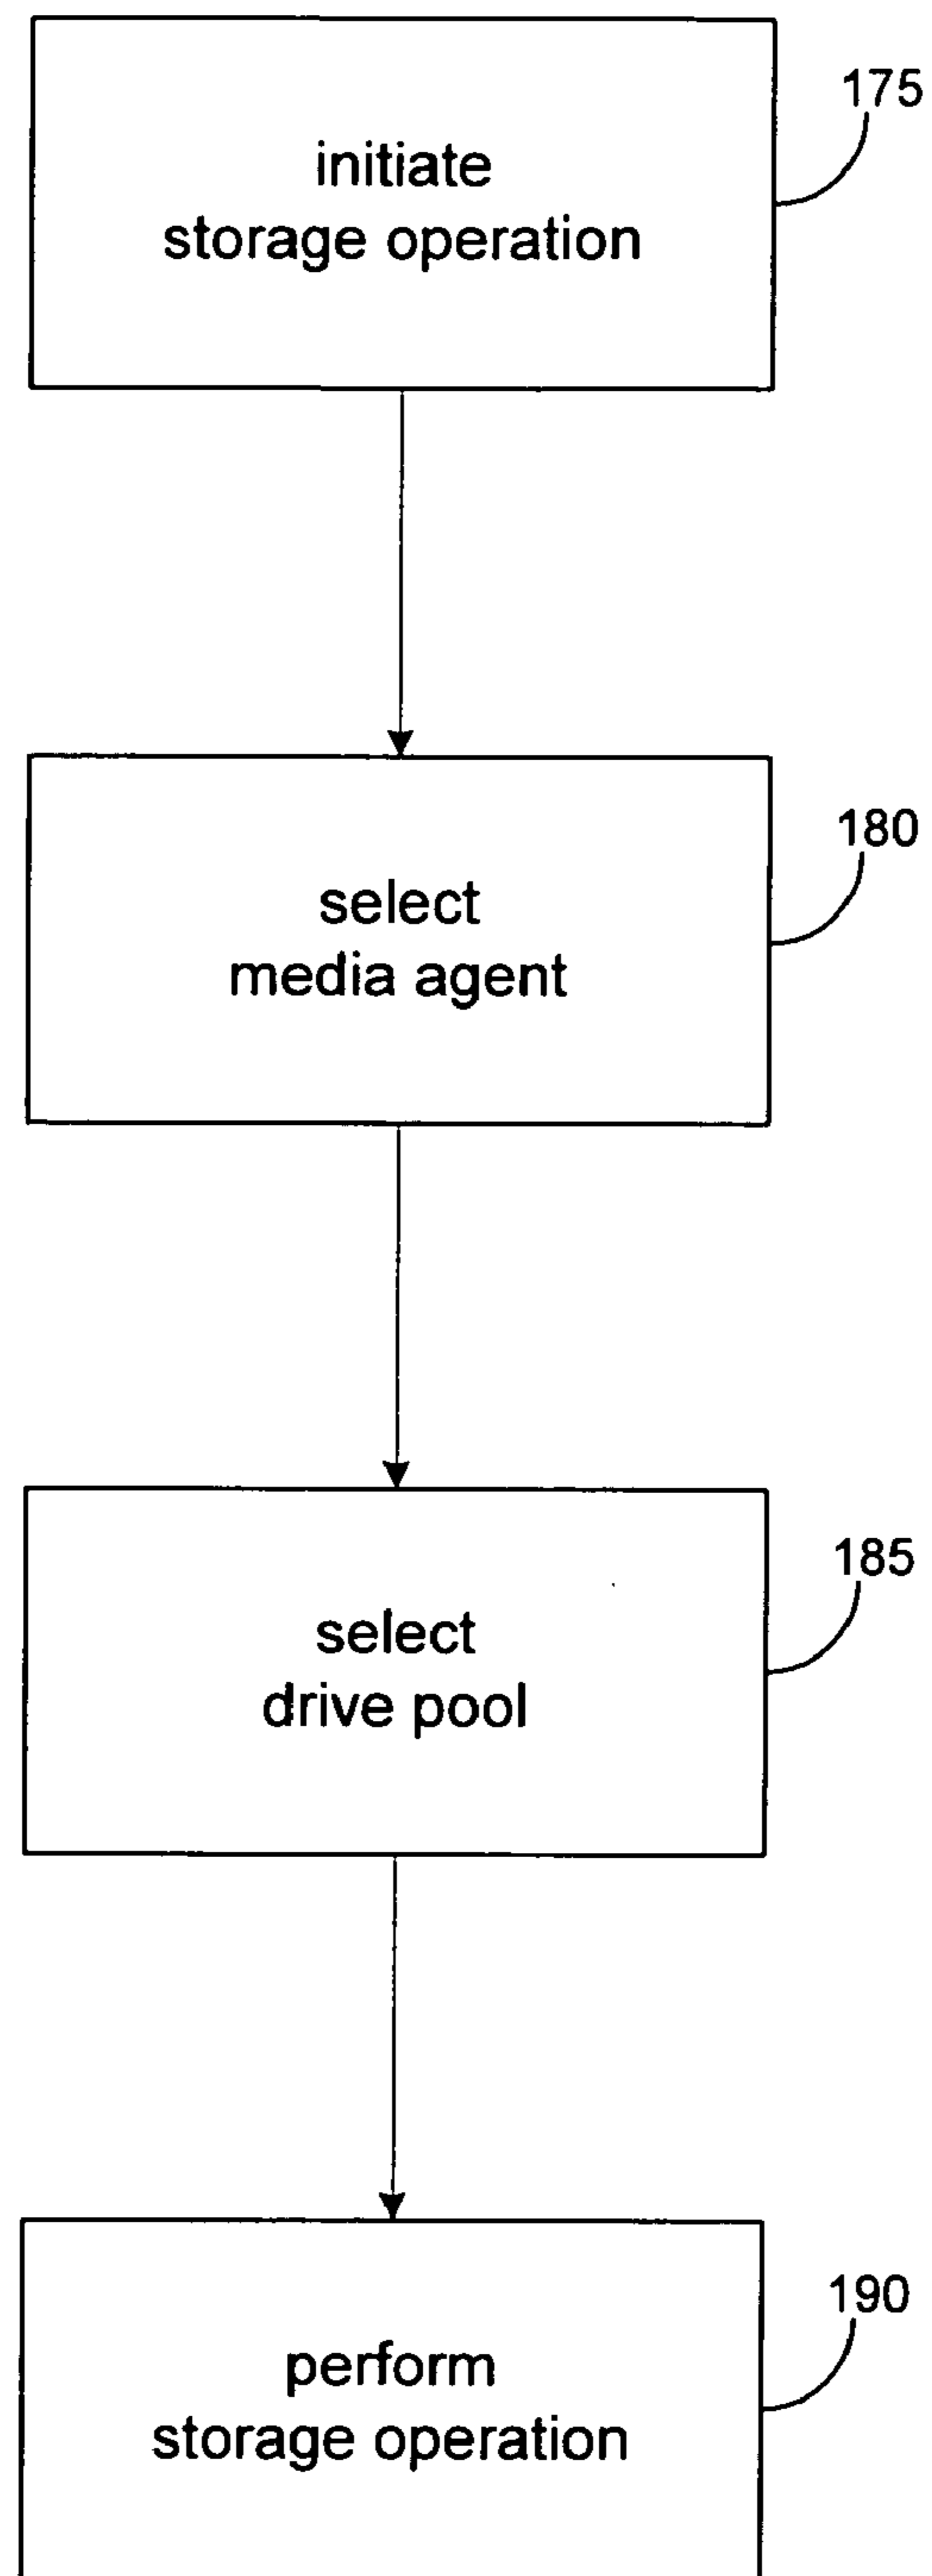 175
initiate
storage operation
180
select
media agent
185
select
drive pool
190
perform
storage operation